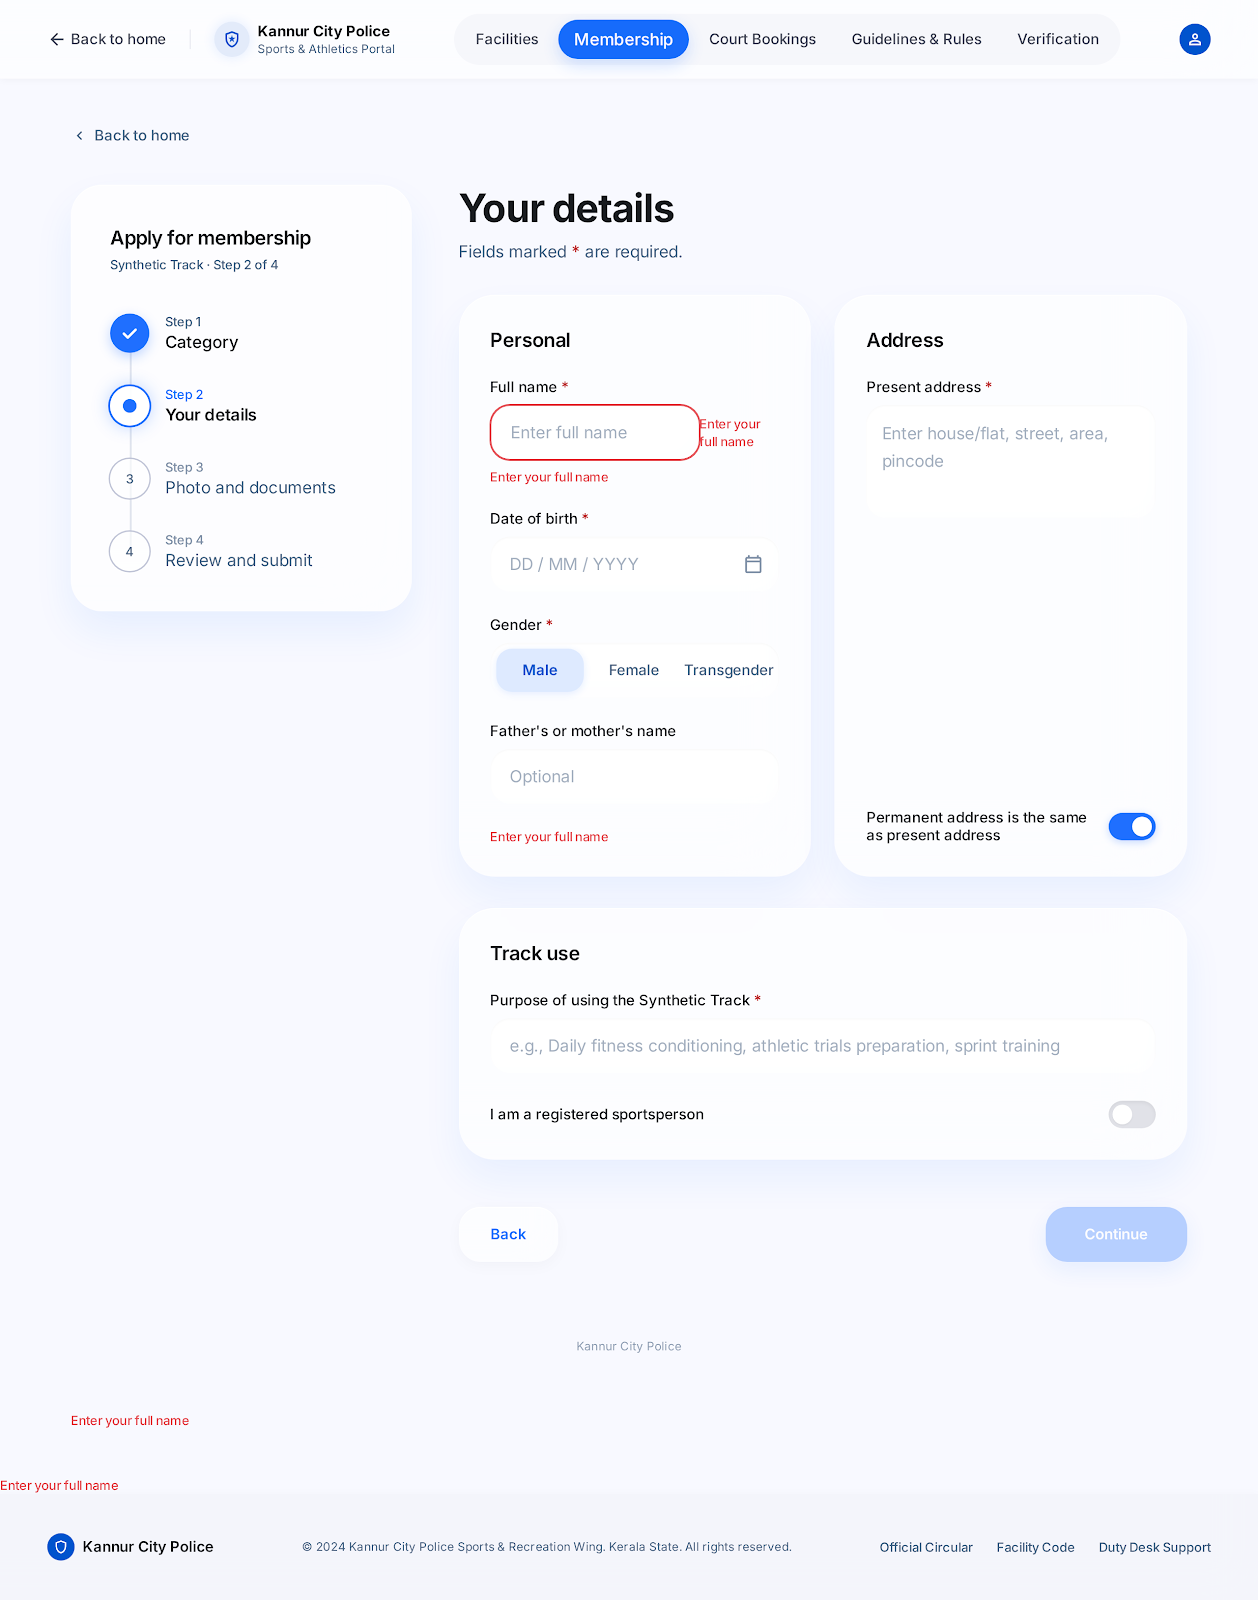 Back to home
Kannur City Police
Sports & Athletics Portal
Facilities
Membership
Court Bookings
Guidelines & Rules
Verification
Back to home
Apply for membership
Synthetic Track · Step 2 of 4
Step 1
Category
Step 2
Your details
3
Step 3
Photo and documents
4
Step 4
Review and submit
Your details
Fields marked * are required.
Personal
Full name *
Enter full name
Enter your
full name
Enter your full name
Date of birth *
DD / MM / YYYY
Gender *
Male
Female
Transgender
Father's or mother's name
Optional
Enter your full name
Address
Present address *
Enter house/flat, street, area,
pincode
Permanent address is the same
as present address
Track use
Purpose of using the Synthetic Track *
e.g., Daily fitness conditioning, athletic trials preparation, sprint training
I am a registered sportsperson
Back
Continue
Kannur City Police
Enter your full name
Enter your full name
Kannur City Police
© 2024 Kannur City Police Sports & Recreation Wing. Kerala State. All rights reserved.
Official Circular
Facility Code
Duty Desk Support